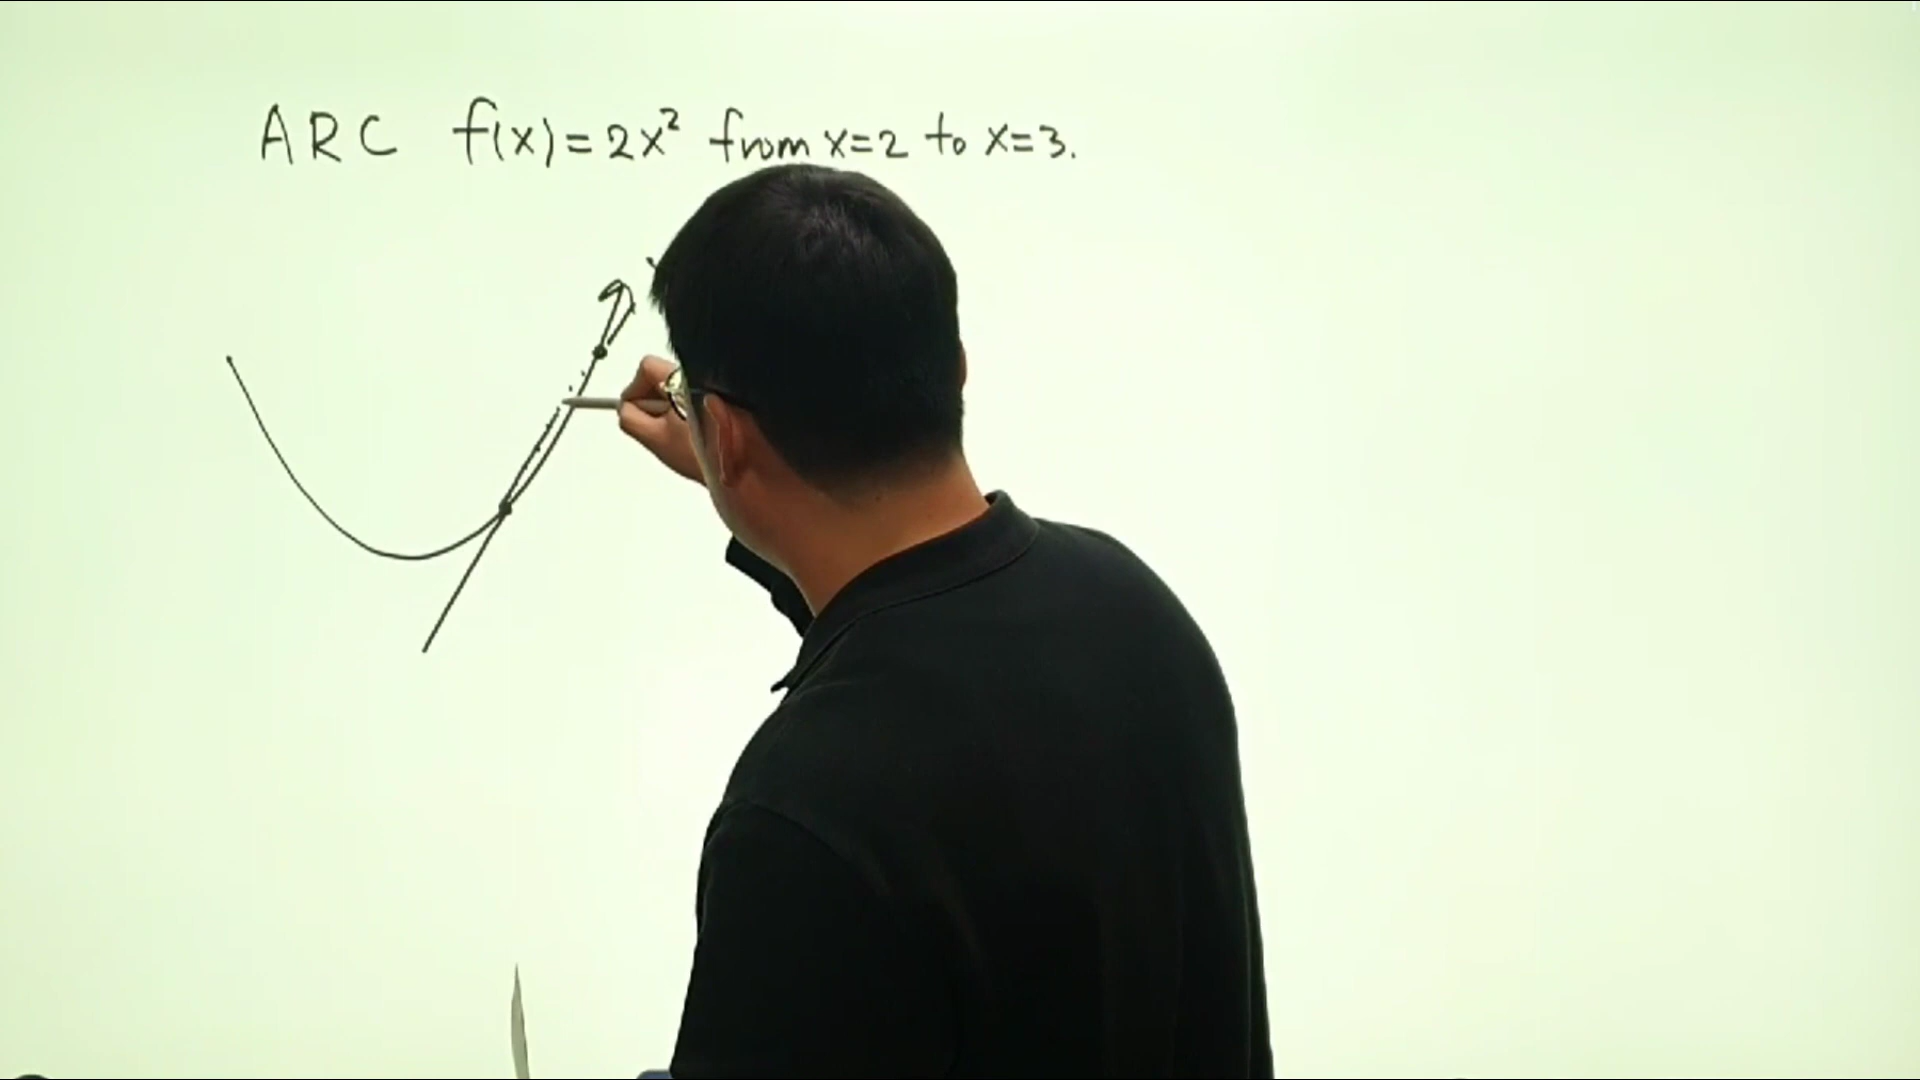 ARC f(x)=2x² from x=2 to x=3.